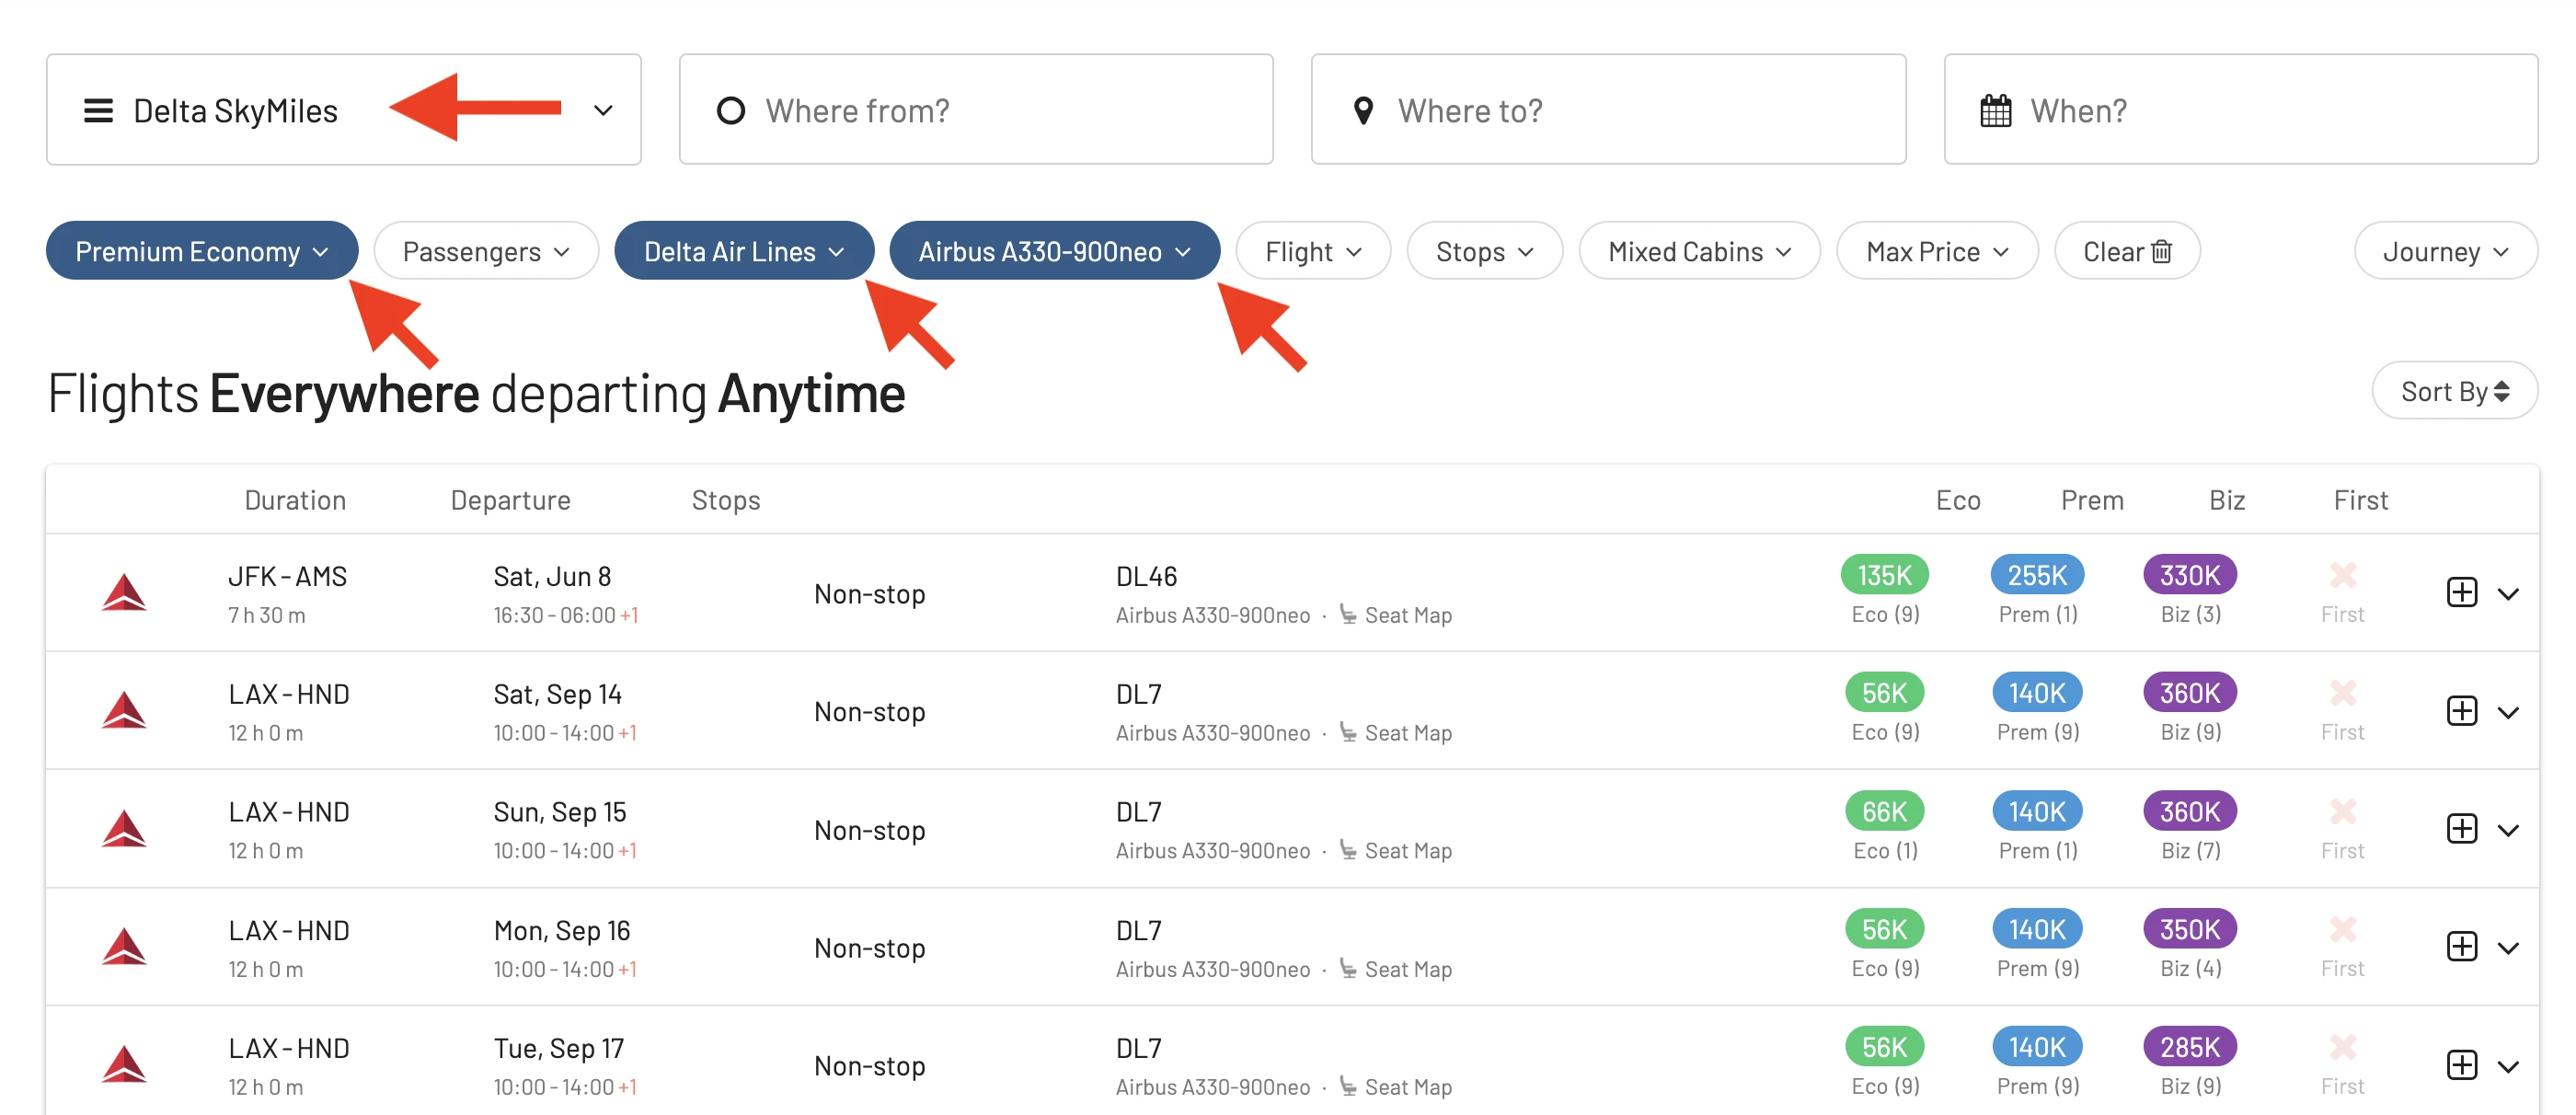 Delta SkyMiles Where from? Where to? When?
Premium Economy Passengers Delta Air Lines Airbus A330-900neo Flight Stops Mixed Cabins Max Price Clear Journey
Flights Everywhere departing Anytime Sort By
Duration Departure Stops Eco Prem Biz First
JFK - AMS Sat, Jun 8 Non-stop DL46 135K 255K 330K
7 h 30 m 16:30 - 06:00 +1 Airbus A330-900neo · Seat Map Eco (9) Prem (1) Biz (3) First
LAX - HND Sat, Sep 14 Non-stop DL7 56K 140K 360K
12 h 0 m 10:00 - 14:00 +1 Airbus A330-900neo · Seat Map Eco (9) Prem (9) Biz (9) First
LAX - HND Sun, Sep 15 Non-stop DL7 66K 140K 360K
12 h 0 m 10:00 - 14:00 +1 Airbus A330-900neo · Seat Map Eco (1) Prem (1) Biz (7) First
LAX - HND Mon, Sep 16 Non-stop DL7 56K 140K 350K
12 h 0 m 10:00 - 14:00 +1 Airbus A330-900neo · Seat Map Eco (9) Prem (9) Biz (4) First
LAX - HND Tue, Sep 17 Non-stop DL7 56K 140K 285K
12 h 0 m 10:00 - 14:00 +1 Airbus A330-900neo · Seat Map Eco (9) Prem (9) Biz (9) First